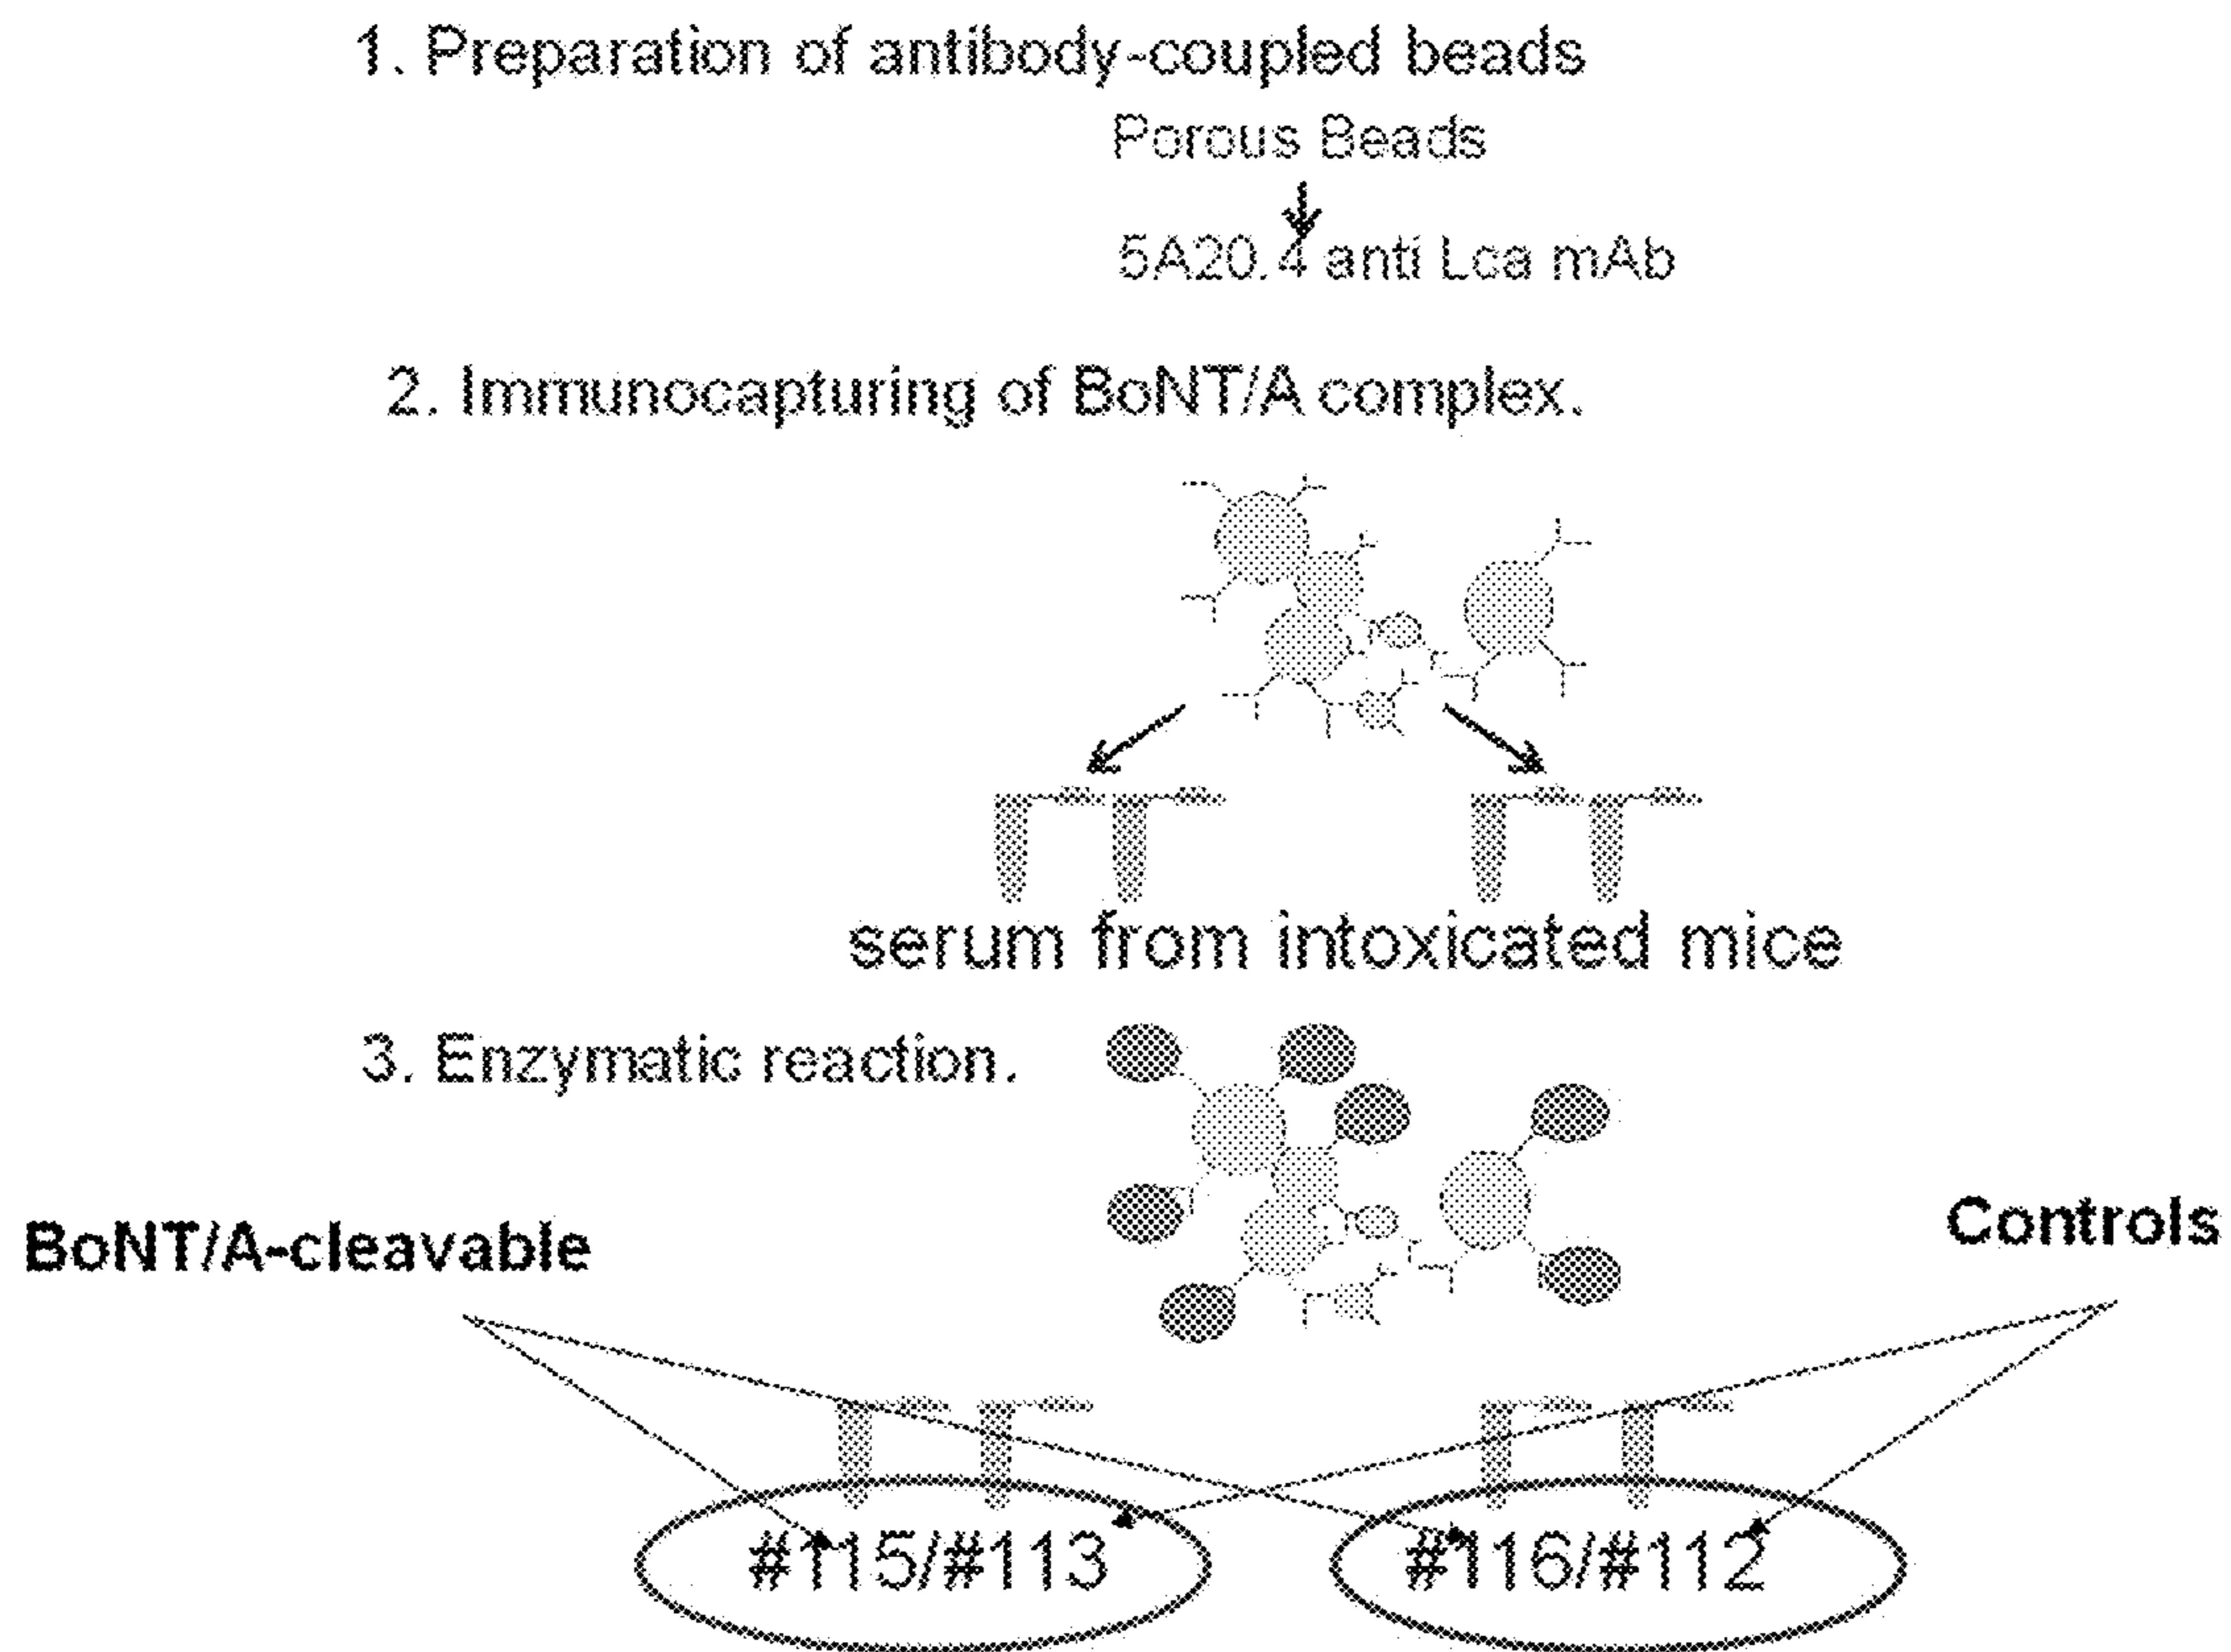 1. Preparation of antibody-coupled beads
Porous Beads
5A20.4 anti Lca mAb
2. Immunocapturing of BoNT/A complex.
serum from intoxicated mice
3. Enzymatic reaction.
BoNT/A-cleavable
Controls
#115/#113
#116/#112